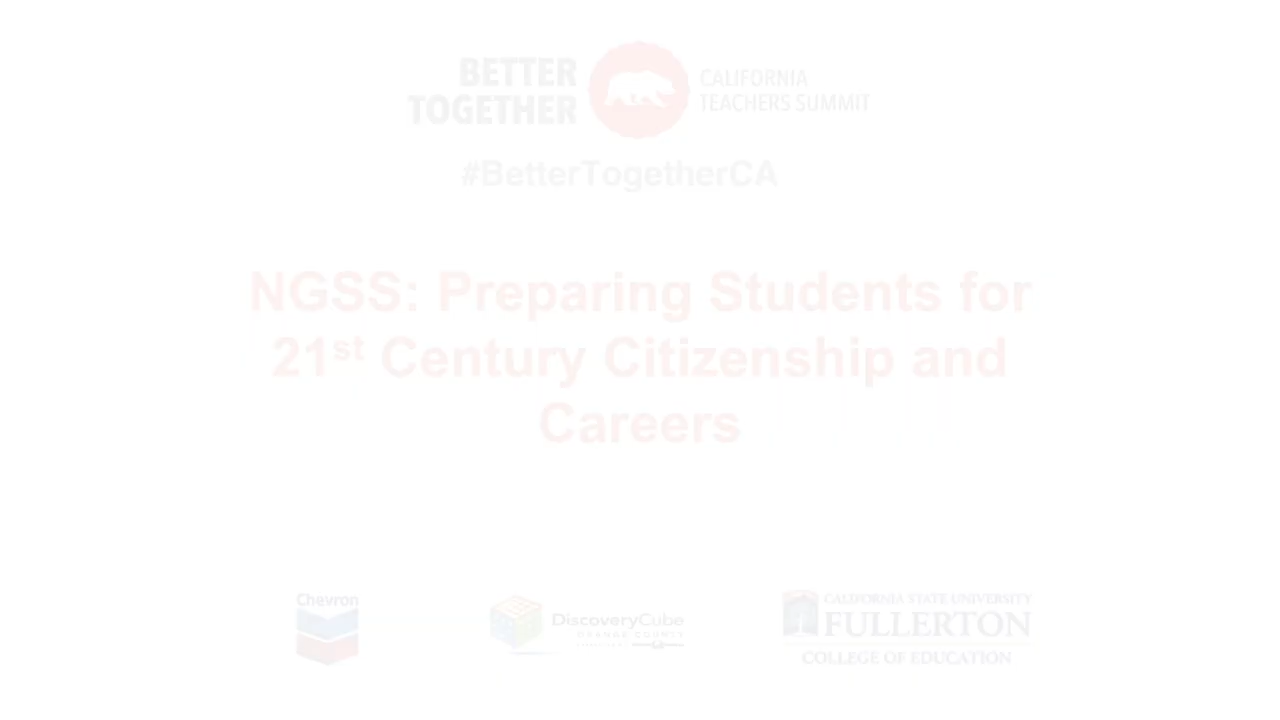 BETTER
TOGETHER
CALIFORNIA
TEACHERS SUMMIT
#BetterTogetherCA
NGSS: Preparing Students for
21st Century Citizenship and
Careers
Chevron
DiscoveryCube
ORANGE COUNTY
CALIFORNIA STATE UNIVERSITY
FULLERTON
COLLEGE OF EDUCATION